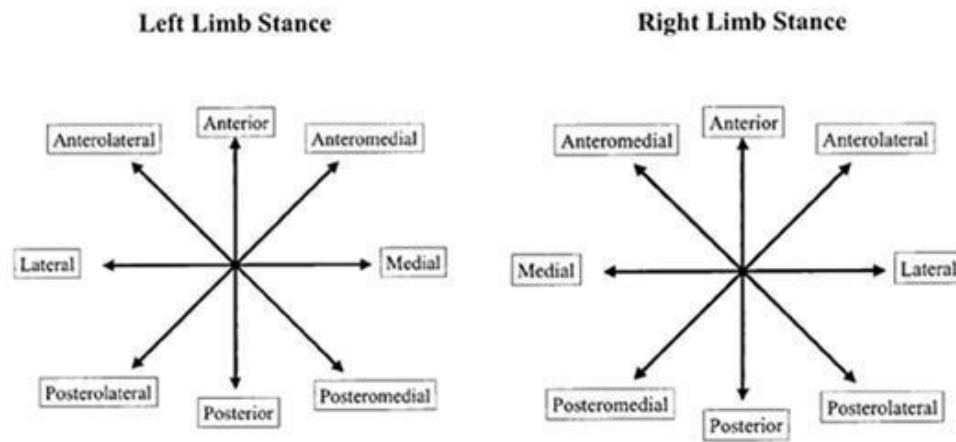 Left Limb Stance
Anterior
Anterolateral
Anteromedial
Lateral
Medial
Posterolateral
Posteromedial
Posterior
Right Limb Stance
Anterior
Anteromedial
Anterolateral
Medial
Lateral
Posteromedial
Posterolateral
Posterior